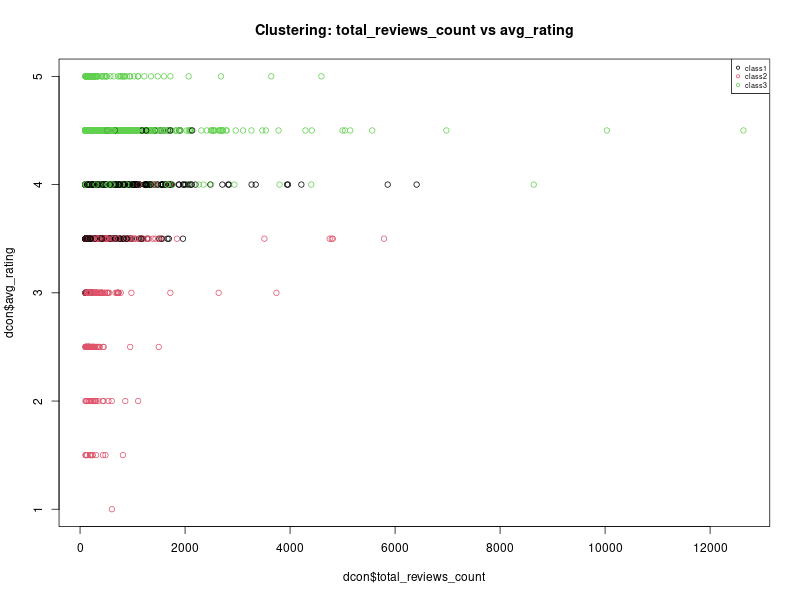 Clustering: total_reviews_count vs avg_rating
class1
class2
class3
dcon$avg_rating
5
4
3
2
1
0
2000
4000
6000
8000
10000
12000
dcon$total_reviews_count